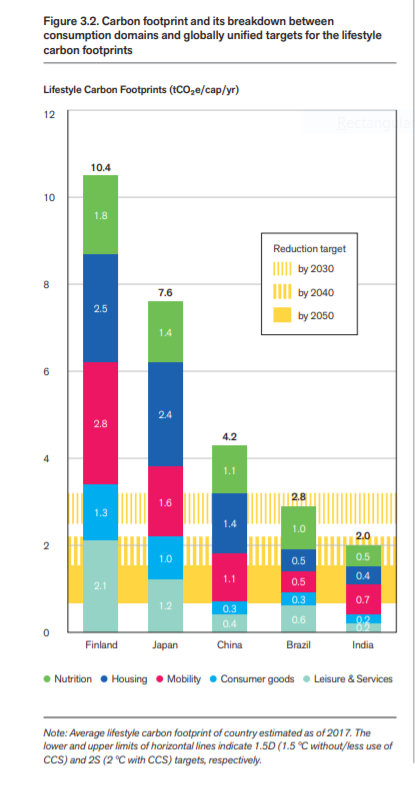 Figure 3.2. Carbon footprint and its breakdown between
consumption domains and globally unified targets for the lifestyle
carbon footprints
Lifestyle Carbon Footprints (tCO₂e/cap/yr)
12
10
8
6
4
2
0
10.4
1.8
2.5
2.8
1.3
2.1
7.6
1.4
2.4
1.6
1.0
1.2
4.2
1.1
1.4
1.1
0.3
0.4
2.8
1.0
0.5
0.5
0.3
0.6
2.0
0.5
0.4
0.7
0.2
0.2
Reduction target
by 2030
by 2040
by 2050
Finland Japan China Brazil India
Nutrition Housing Mobility Consumer goods Leisure & Services
Note: Average lifestyle carbon footprint of country estimated as of 2017. The
lower and upper limits of horizontal lines indicate 1.5D (1.5 °C without/less use of
CCS) and 2S (2 °C with CCS) targets, respectively.